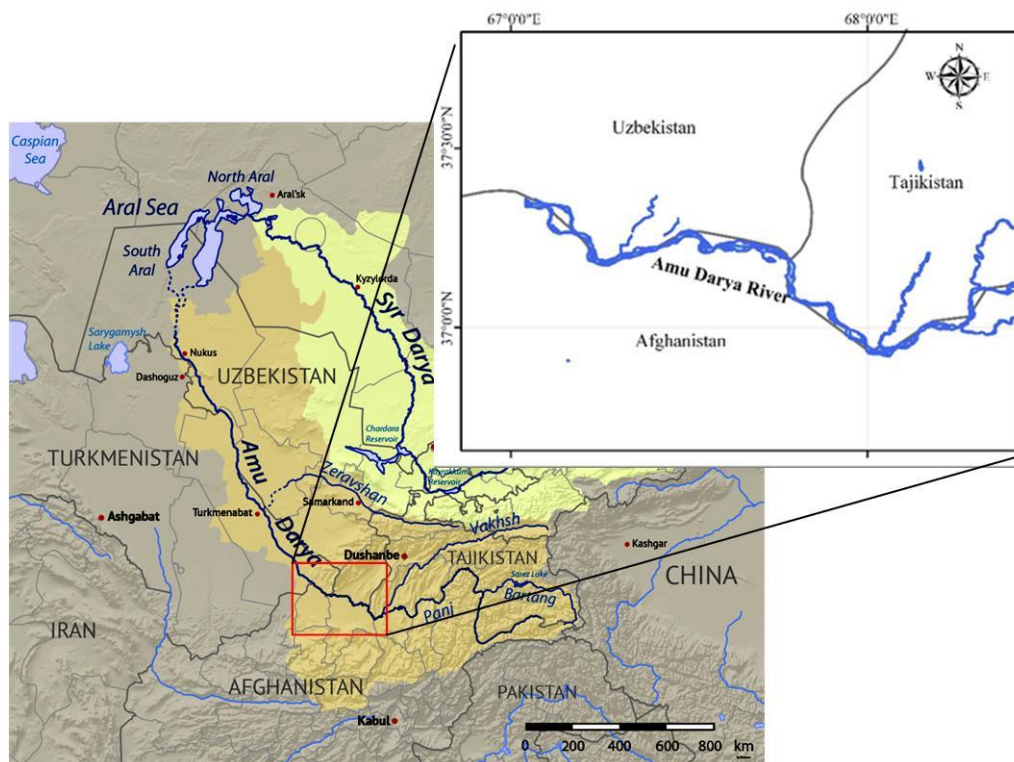 67°0'0"E
68°0'0"E
N
W
E
S
37°30'0"N
37°0'0"N
Uzbekistan
Tajikistan
Amu Darya River
Afghanistan
Caspian
Sea
North Aral
Aral'sk
Aral Sea
South
Aral
Kyzylorda
Syr Darya
Sarygamysh
Lake
Nukus
Dashoguz
UZBEKISTAN
Chardara
Reservoir
Reservoir
TURKMENISTAN
Amu
Darya
Zeravshan
Samarkand
Turkmenabat
Ashgabat
Vakhsh
Dushanbe
TAJIKISTAN
Kashgar
CHINA
Sarez Lake
Bartang
Panj
IRAN
AFGHANISTAN
PAKISTAN
Kabul
0 200 400 600 800 km